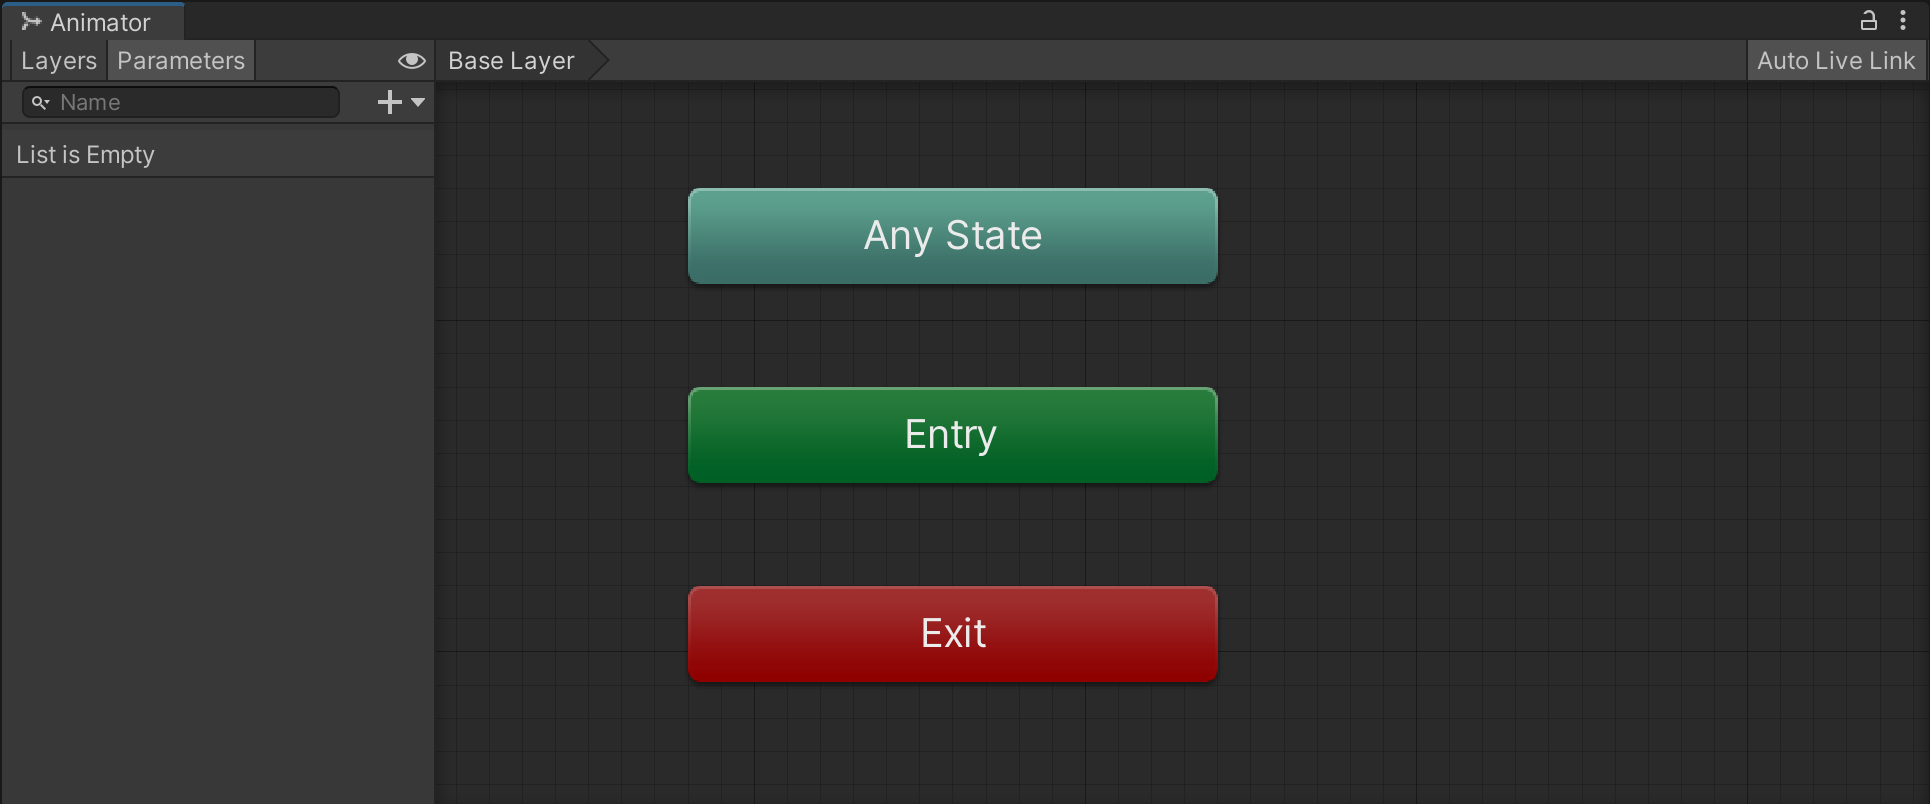 Animator
Layers Parameters
Base Layer
Auto Live Link
Name
List is Empty
Any State
Entry
Exit